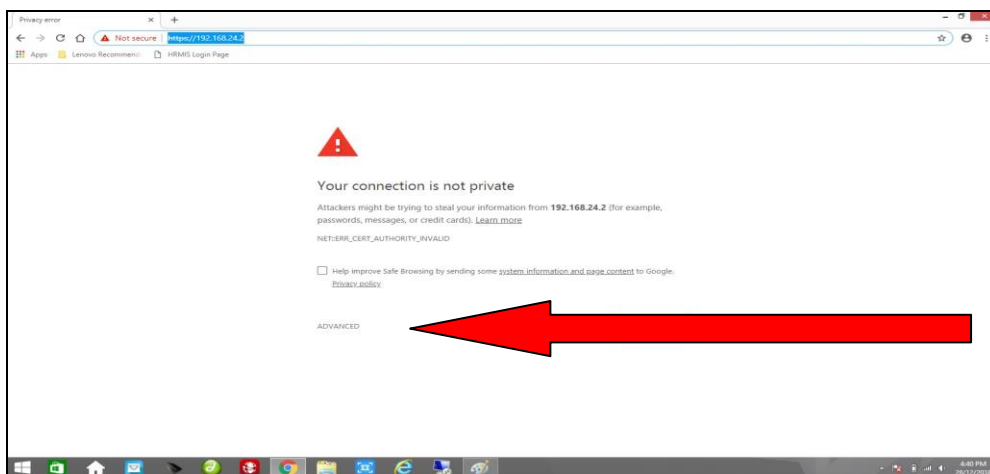 Privacy error
Not secure
https://192.168.24.2
Apps
Lenovo Recommend
HRMIS Login Page
Your connection is not private
Attackers might be trying to steal your information from 192.168.24.2 (for example,
passwords, messages, or credit cards). Learn more
NET::ERR_CERT_AUTHORITY_INVALID
Help improve Safe Browsing by sending some system information and page content to Google.
Privacy policy
ADVANCED
4:40 PM